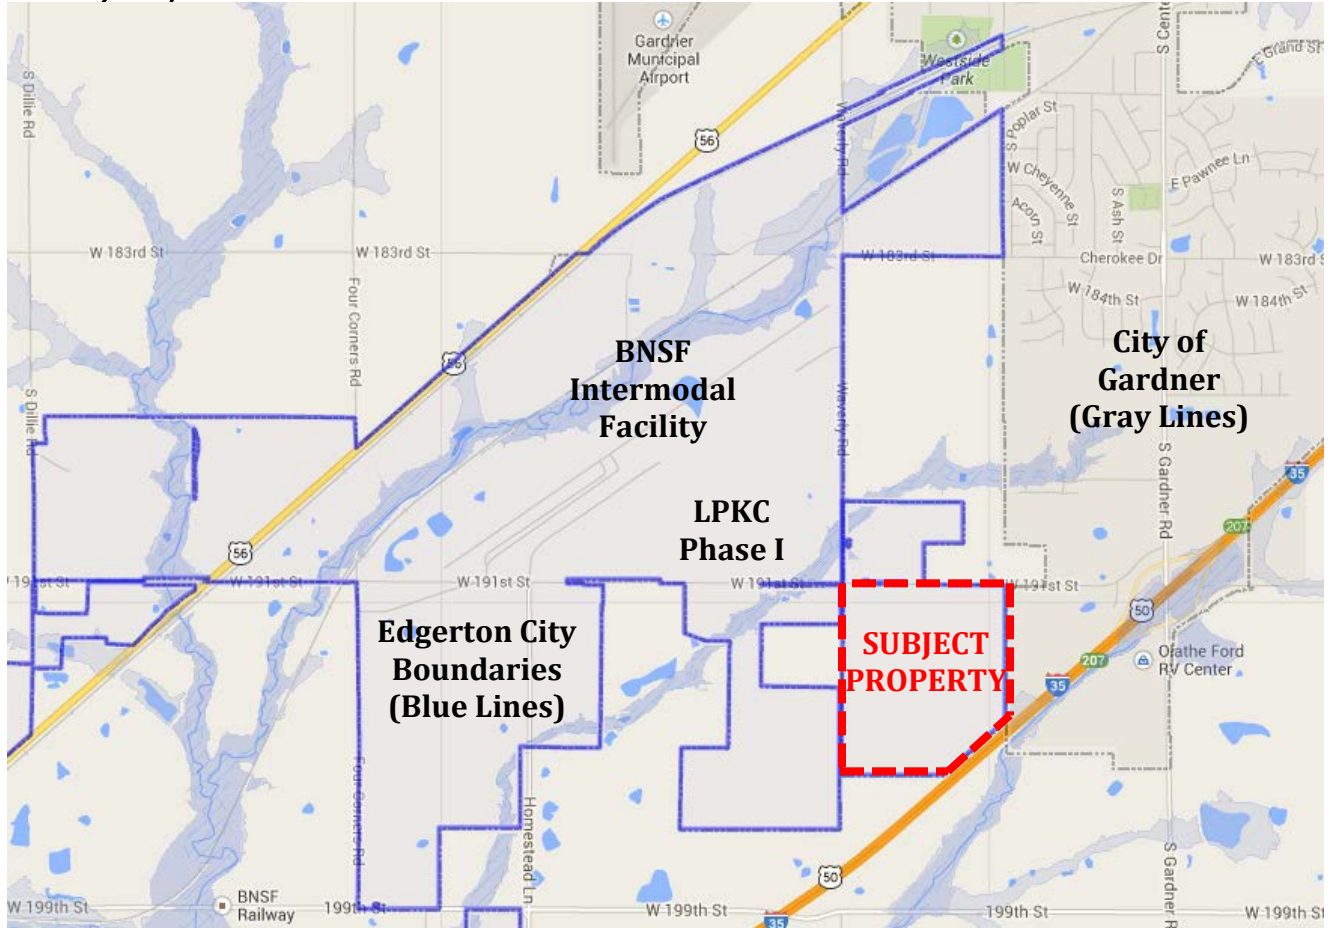 Gardner
Municipal
Airport
Westside
Park
S Cente
E Grand St
S Dillie Rd
56
Waverly Rd
S Poplar St
W Cheyenne St
E Pawnee Ln
Acorn St
S Ash St
W 183rd St
W 183rd St
W 183rd St
Cherokee Dr
W 183rd S
Four Corners Rd
W 184th St
W 184th St
BNSF
Intermodal
Facility
City of
Gardner
(Gray Lines)
56
S Dillie Rd
Waverly Rd
S Gardner Rd
35
LPKC
Phase I
207
56
191st St
W 191st St
W 191st St
W 191st St
W 191st St
50
Edgerton City
Boundaries
(Blue Lines)
SUBJECT
PROPERTY
207
Olathe Ford
RV Center
35
Four Corners Rd
Homestead Ln
50
S Gardner R
BNSF
Railway
W 199th St
199th St
W 199th St
35
199th St
W 199th St